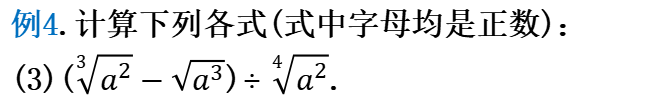 例4.计算下列各式(式中字母均是正数)：
(3) (∛a² − √a³) ÷ ∜a².